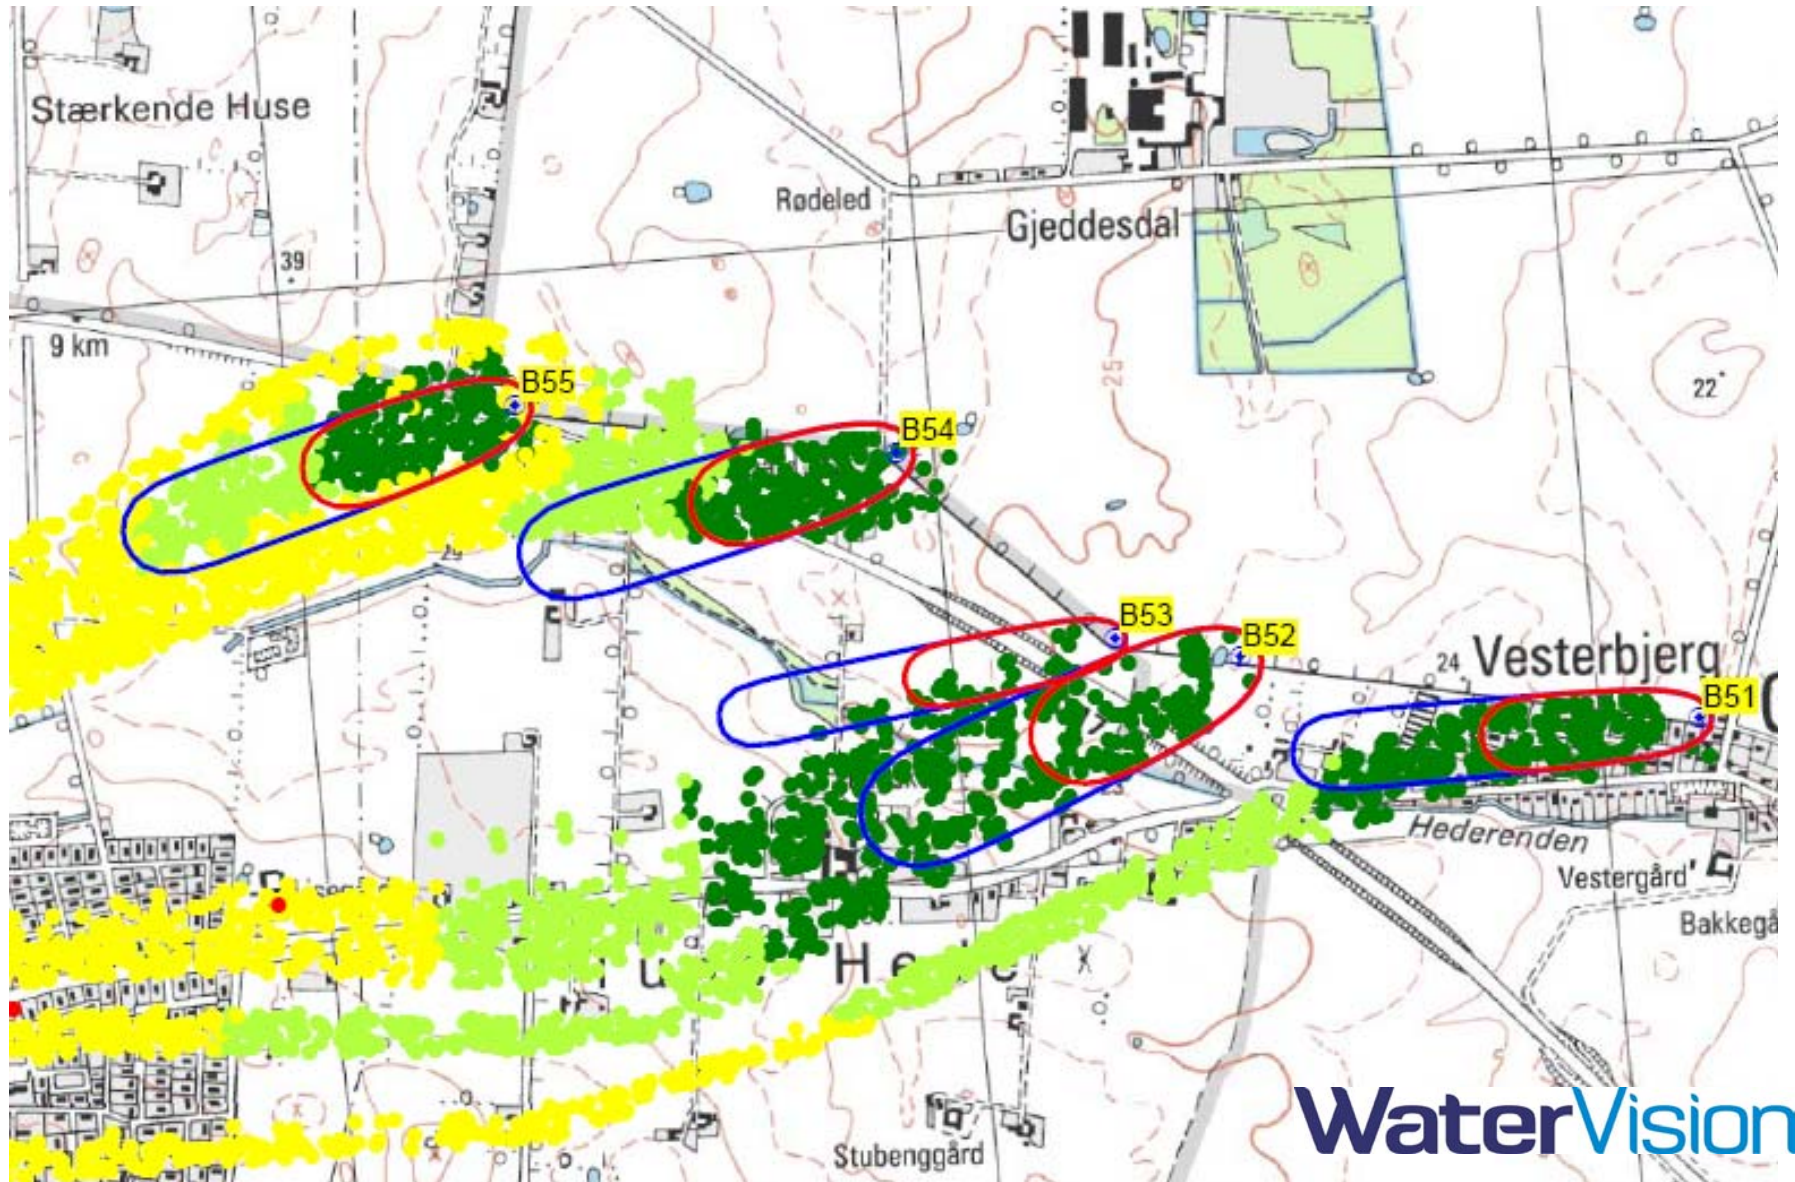 Stærkende Huse
Rødeled
Gjeddesdal
39
9 km
25
22
B55
B54
B53
B52
24 Vesterbjerg
B51
Hederenden
Vestergård
Bakkegå
H e d e
Stubenggård
WaterVision